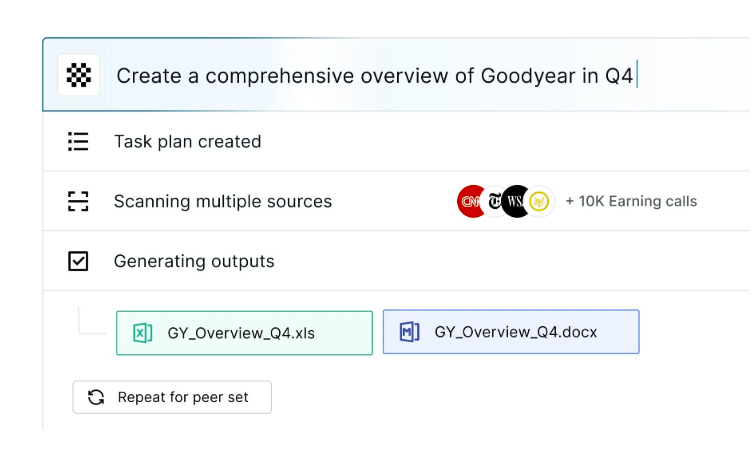 Create a comprehensive overview of Goodyear in Q4
Task plan created
Scanning multiple sources
CNN
T
WS
+ 10K Earning calls
Generating outputs
X
GY_Overview_Q4.xls
M
GY_Overview_Q4.docx
Repeat for peer set